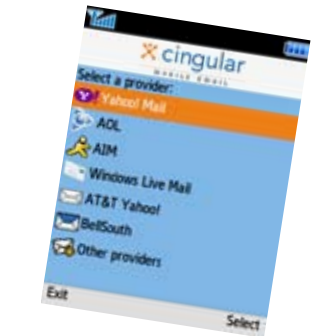 cingular
MOBILE EMAIL
Select a provider:
Yahoo! Mail
AOL
AIM
Windows Live Mail
AT&T Yahoo!
BellSouth
Other providers
Exit
Select